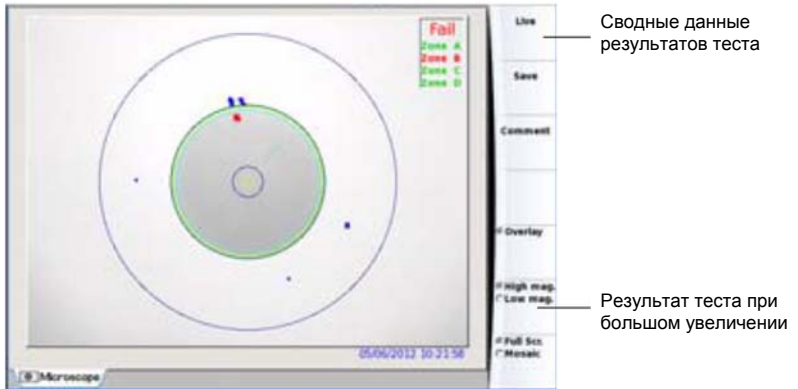 Fail
Zone A
Zone B
Zone C
Zone D
05/06/2012 10:21:58
Microscope
Live
Save
Comment
Overlay
High mag.
Low mag.
Full Scr.
Mosaic
Сводные данные
результатов теста
Результат теста при
большом увеличении